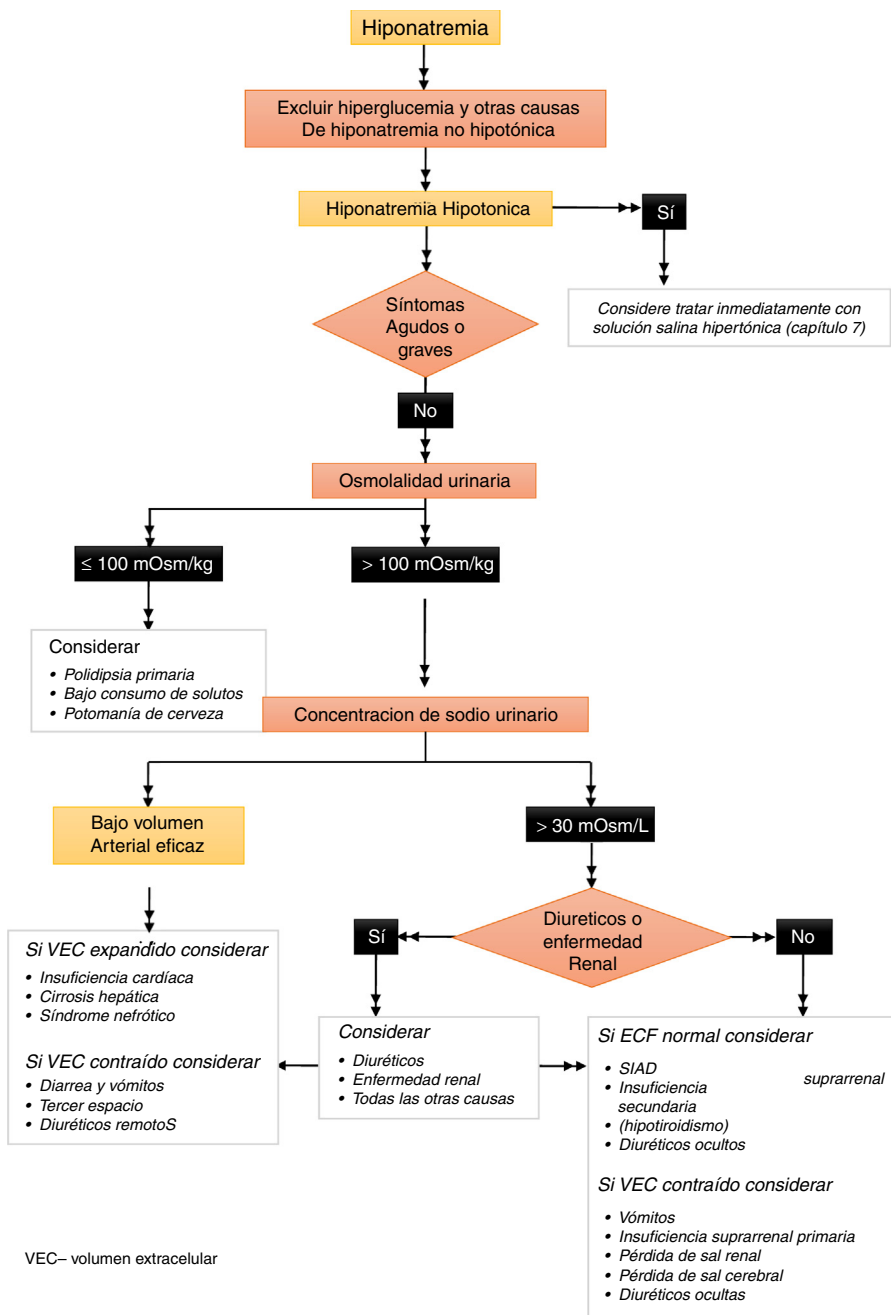 Hiponatremia
Excluir hiperglucemia y otras causas
De hiponatremia no hipotónica
Hiponatremia Hipotonica
Sí
Considere tratar inmediatamente con
solución salina hipertónica (capítulo 7)
Síntomas
Agudos o
graves
No
Osmolalidad urinaria
≤ 100 mOsm/kg
> 100 mOsm/kg
Considerar
• Polidipsia primaria
• Bajo consumo de solutos
• Potomanía de cerveza
Concentracion de sodio urinario
Bajo volumen
Arterial eficaz
> 30 mOsm/L
Diureticos o
enfermedad
Renal
Sí
No
Si VEC expandido considerar
• Insuficiencia cardíaca
• Cirrosis hepática
• Síndrome nefrótico
Si VEC contraído considerar
• Diarrea y vómitos
• Tercer espacio
• Diuréticos remotoS
Considerar
• Diuréticos
• Enfermedad renal
• Todas las otras causas
Si ECF normal considerar
• SIAD
• Insuficiencia suprarrenal
secundaria
• (hipotiroidismo)
• Diuréticos ocultos
Si VEC contraído considerar
• Vómitos
• Insuficiencia suprarrenal primaria
• Pérdida de sal renal
• Pérdida de sal cerebral
• Diuréticos ocultas
VEC– volumen extracelular